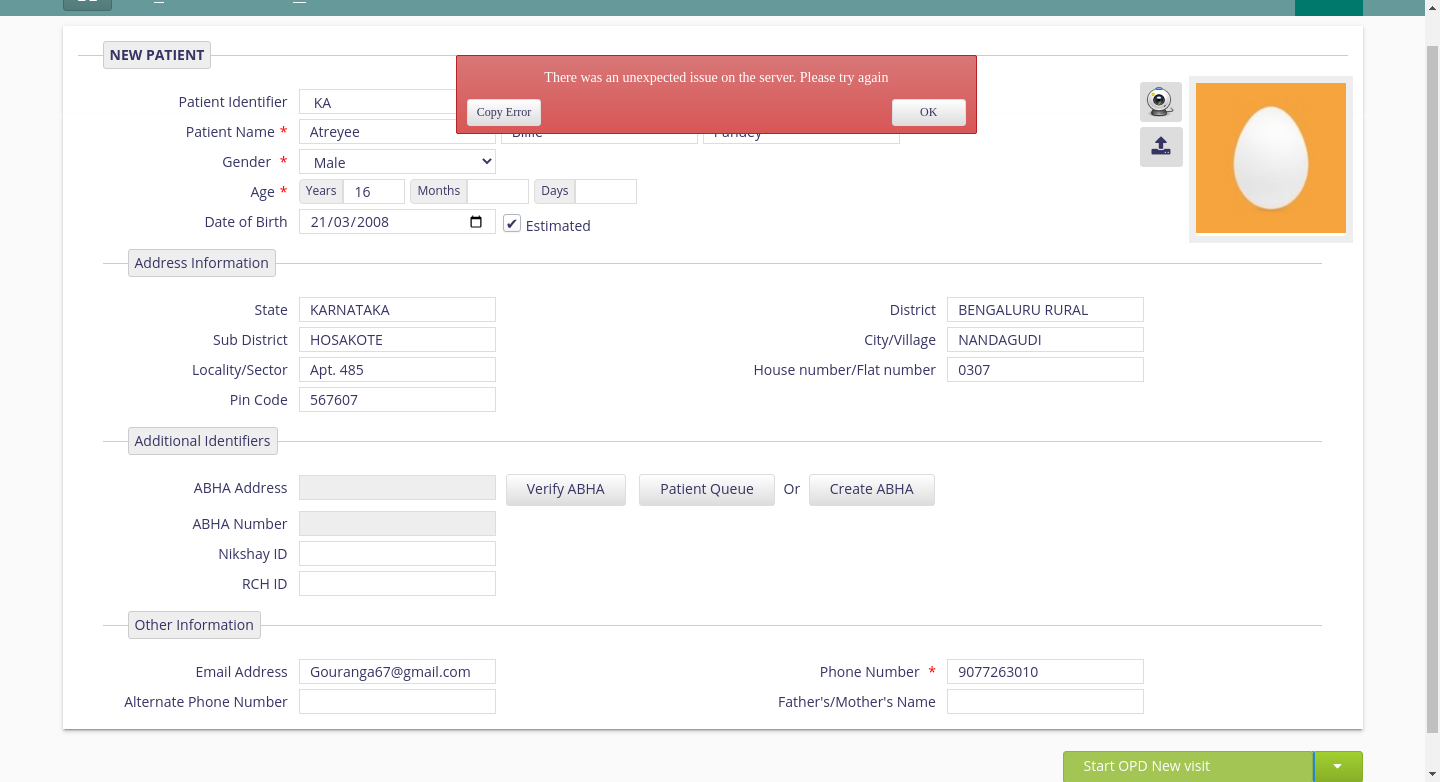 NEW PATIENT
There was an unexpected issue on the server. Please try again
Copy Error OK
Patient Identifier KA
Patient Name * Atreyee Billie Pandey
Gender * Male
Age * Years 16 Months Days
Date of Birth 21/03/2008 Estimated
Address Information
State KARNATAKA District BENGALURU RURAL
Sub District HOSAKOTE City/Village NANDAGUDI
Locality/Sector Apt. 485 House number/Flat number 0307
Pin Code 567607
Additional Identifiers
ABHA Address Verify ABHA Patient Queue Or Create ABHA
ABHA Number
Nikshay ID
RCH ID
Other Information
Email Address Gouranga67@gmail.com Phone Number * 9077263010
Alternate Phone Number Father's/Mother's Name
Start OPD New visit